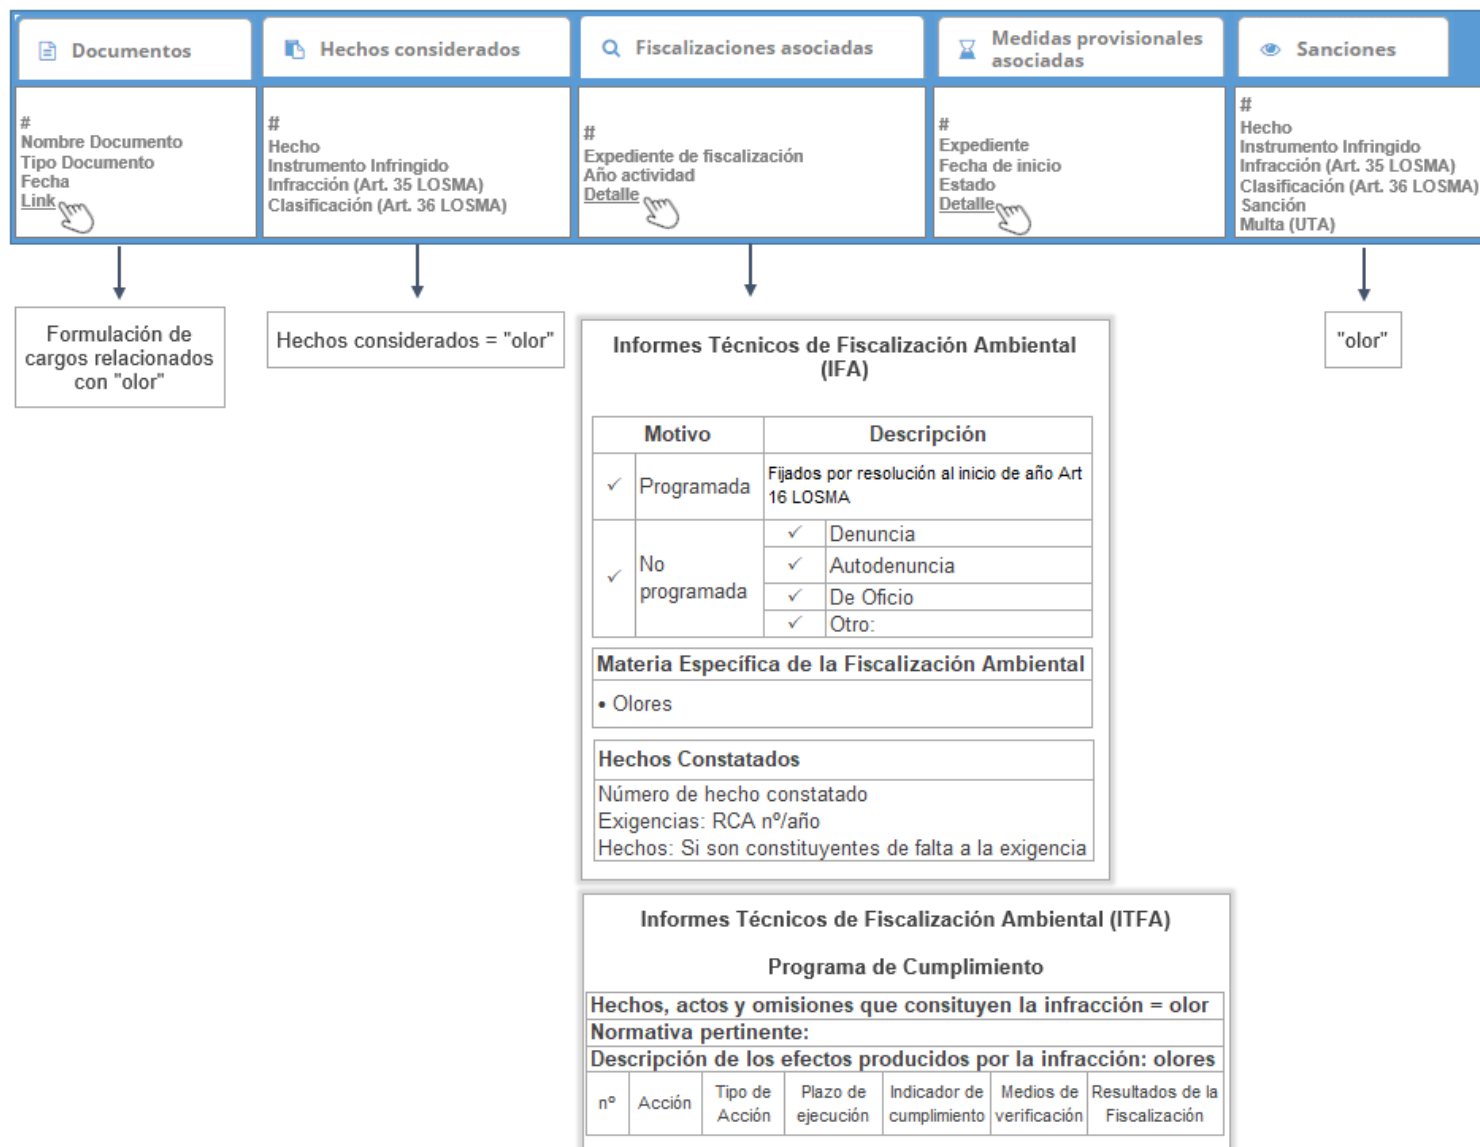 Documentos
Hechos considerados
Fiscalizaciones asociadas
Medidas provisionales
asociadas
Sanciones
#
Nombre Documento
Tipo Documento
Fecha
Link
#
Hecho
Instrumento Infringido
Infracción (Art. 35 LOSMA)
Clasificación (Art. 36 LOSMA)
#
Expediente de fiscalización
Año actividad
Detalle
#
Expediente
Fecha de inicio
Estado
Detalle
#
Hecho
Instrumento Infringido
Infracción (Art. 35 LOSMA)
Clasificación (Art. 36 LOSMA)
Sanción
Multa (UTA)
Formulación de
cargos relacionados
con "olor"
Hechos considerados = "olor"
"olor"
Informes Técnicos de Fiscalización Ambiental
(IFA)
Motivo
Descripción
✓ Programada
Fijados por resolución al inicio de año Art
16 LOSMA
✓ No
programada
✓ Denuncia
✓ Autodenuncia
✓ De Oficio
✓ Otro:
Materia Específica de la Fiscalización Ambiental
• Olores
Hechos Constatados
Número de hecho constatado
Exigencias: RCA nº/año
Hechos: Si son constituyentes de falta a la exigencia
Informes Técnicos de Fiscalización Ambiental (ITFA)
Programa de Cumplimiento
Hechos, actos y omisiones que consituyen la infracción = olor
Normativa pertinente:
Descripción de los efectos producidos por la infracción: olores
nº
Acción
Tipo de
Acción
Plazo de
ejecución
Indicador de
cumplimiento
Medios de
verificación
Resultados de la
Fiscalización